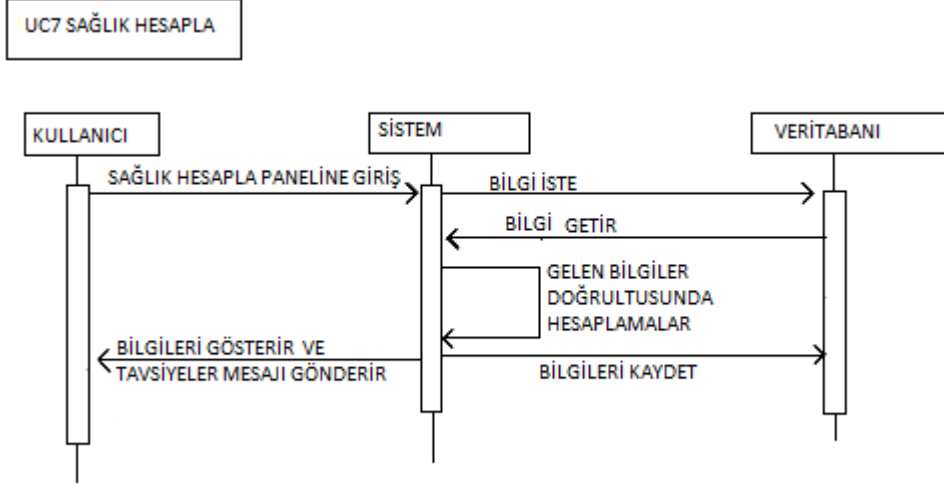 UC7 SAĞLIK HESAPLA
KULLANICI
SİSTEM
VERİTABANI
SAĞLIK HESAPLA PANELİNE GİRİŞ
BİLGİ İSTE
BİLGİ GETİR
GELEN BİLGİLER
DOĞRULTUSUNDA
HESAPLAMALAR
BİLGİLERİ GÖSTERİR VE
TAVSİYELER MESAJI GÖNDERİR
BİLGİLERİ KAYDET